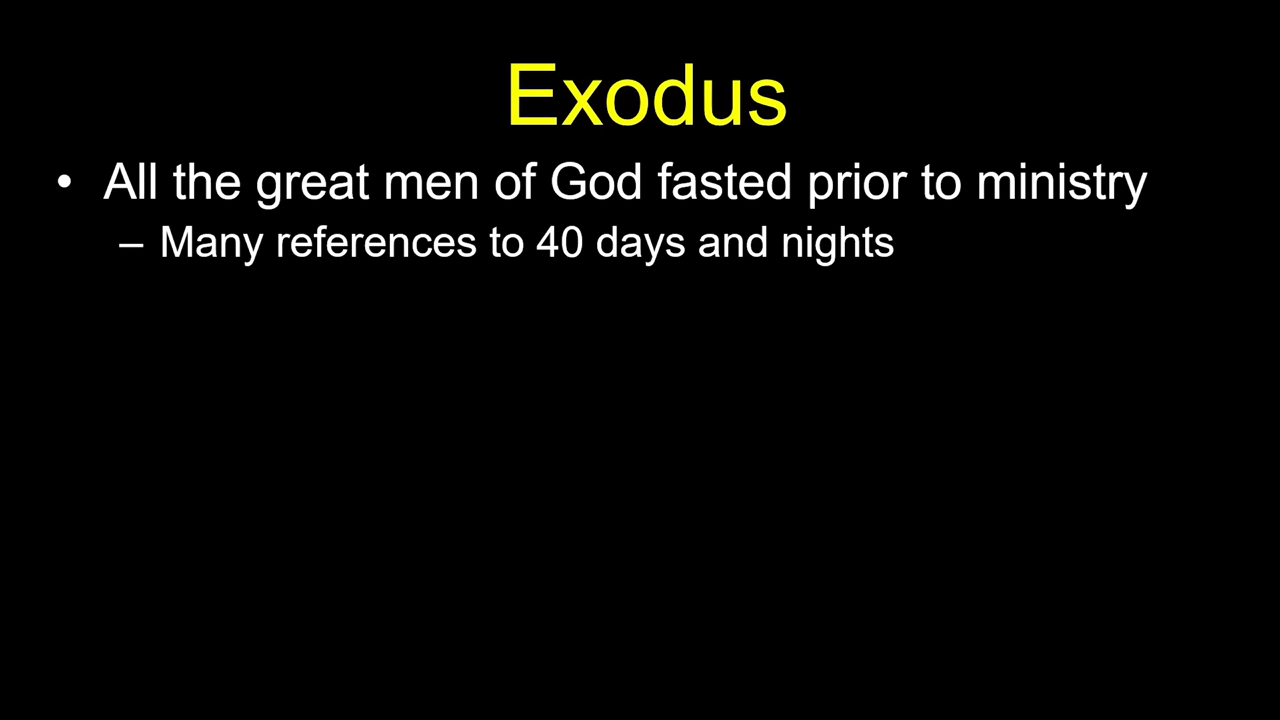 Exodus
• All the great men of God fasted prior to ministry
– Many references to 40 days and nights